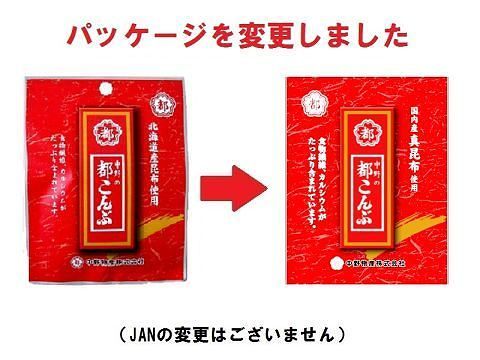 パッケージを変更しました
都
都
北海道産昆布使用
中野の
都こんぶ
食物繊維、カルシウムが
たっぷり含まれています。
中野物産株式会社
都
都
国内産真昆布使用
中野の
都こんぶ
食物繊維、カルシウムが
たっぷり含まれています。
中野物産株式会社
（JANの変更はございません）